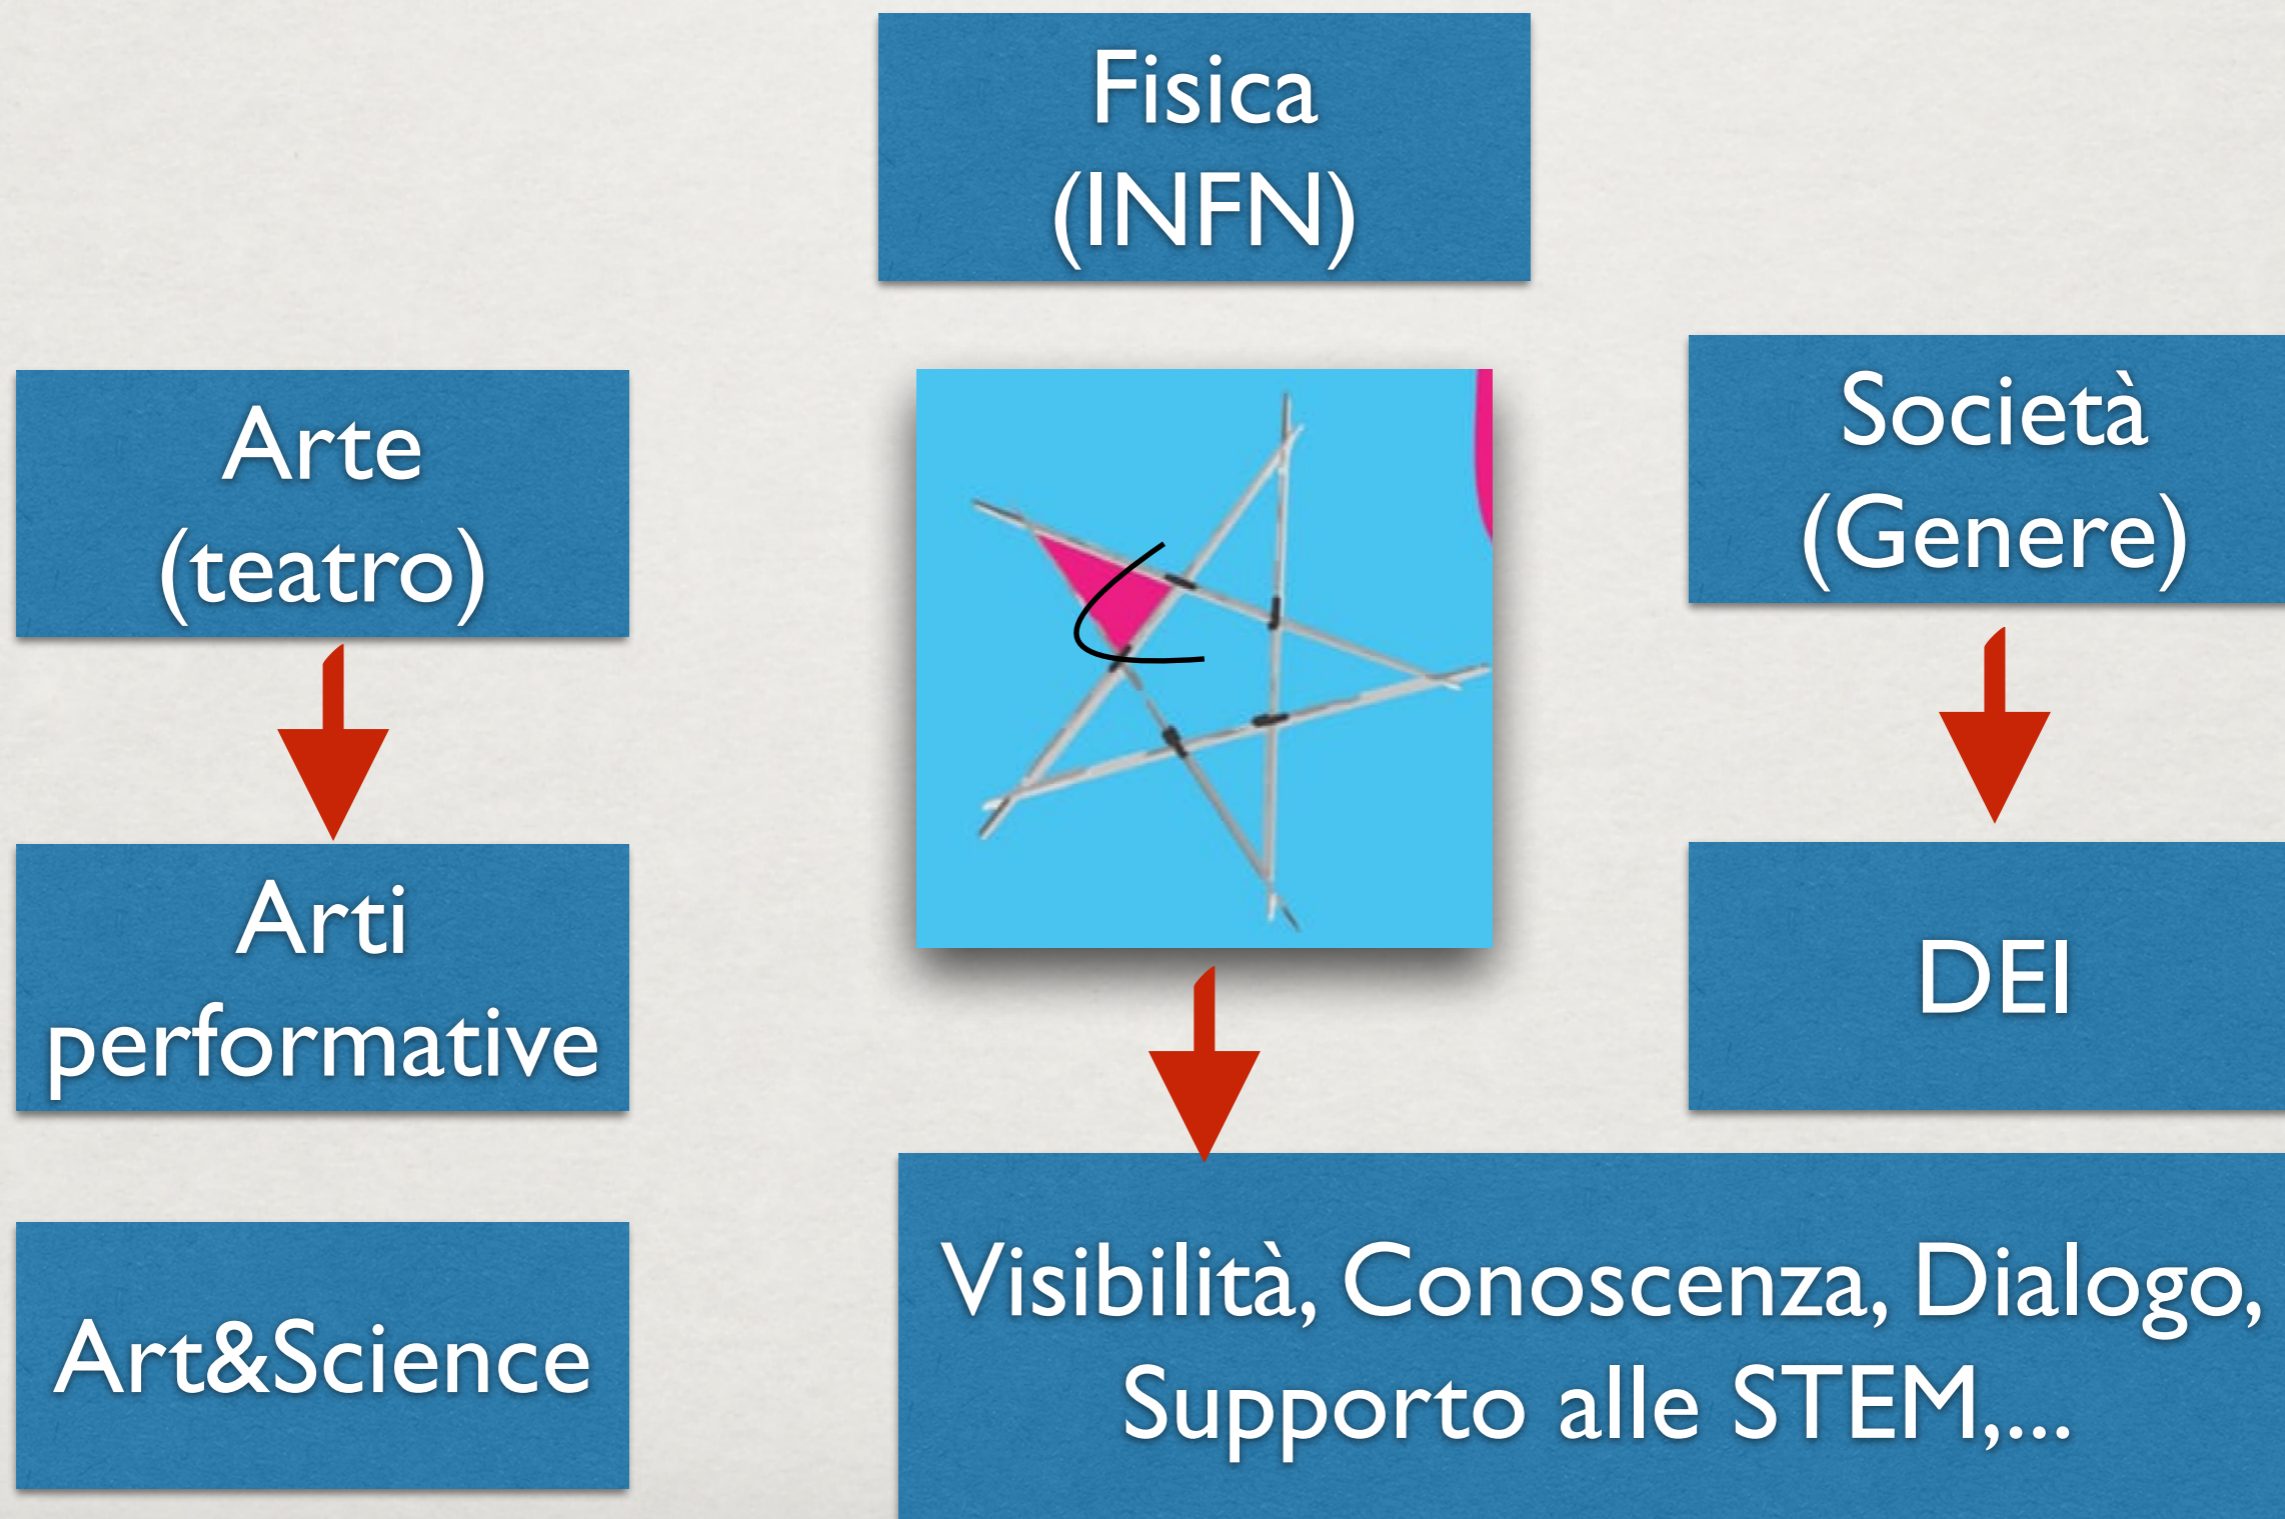 Fisica
(INFN)
Arte
(teatro)
Società
(Genere)
Arti
performative
DEI
Art&Science
Visibilità, Conoscenza, Dialogo,
Supporto alle STEM,...